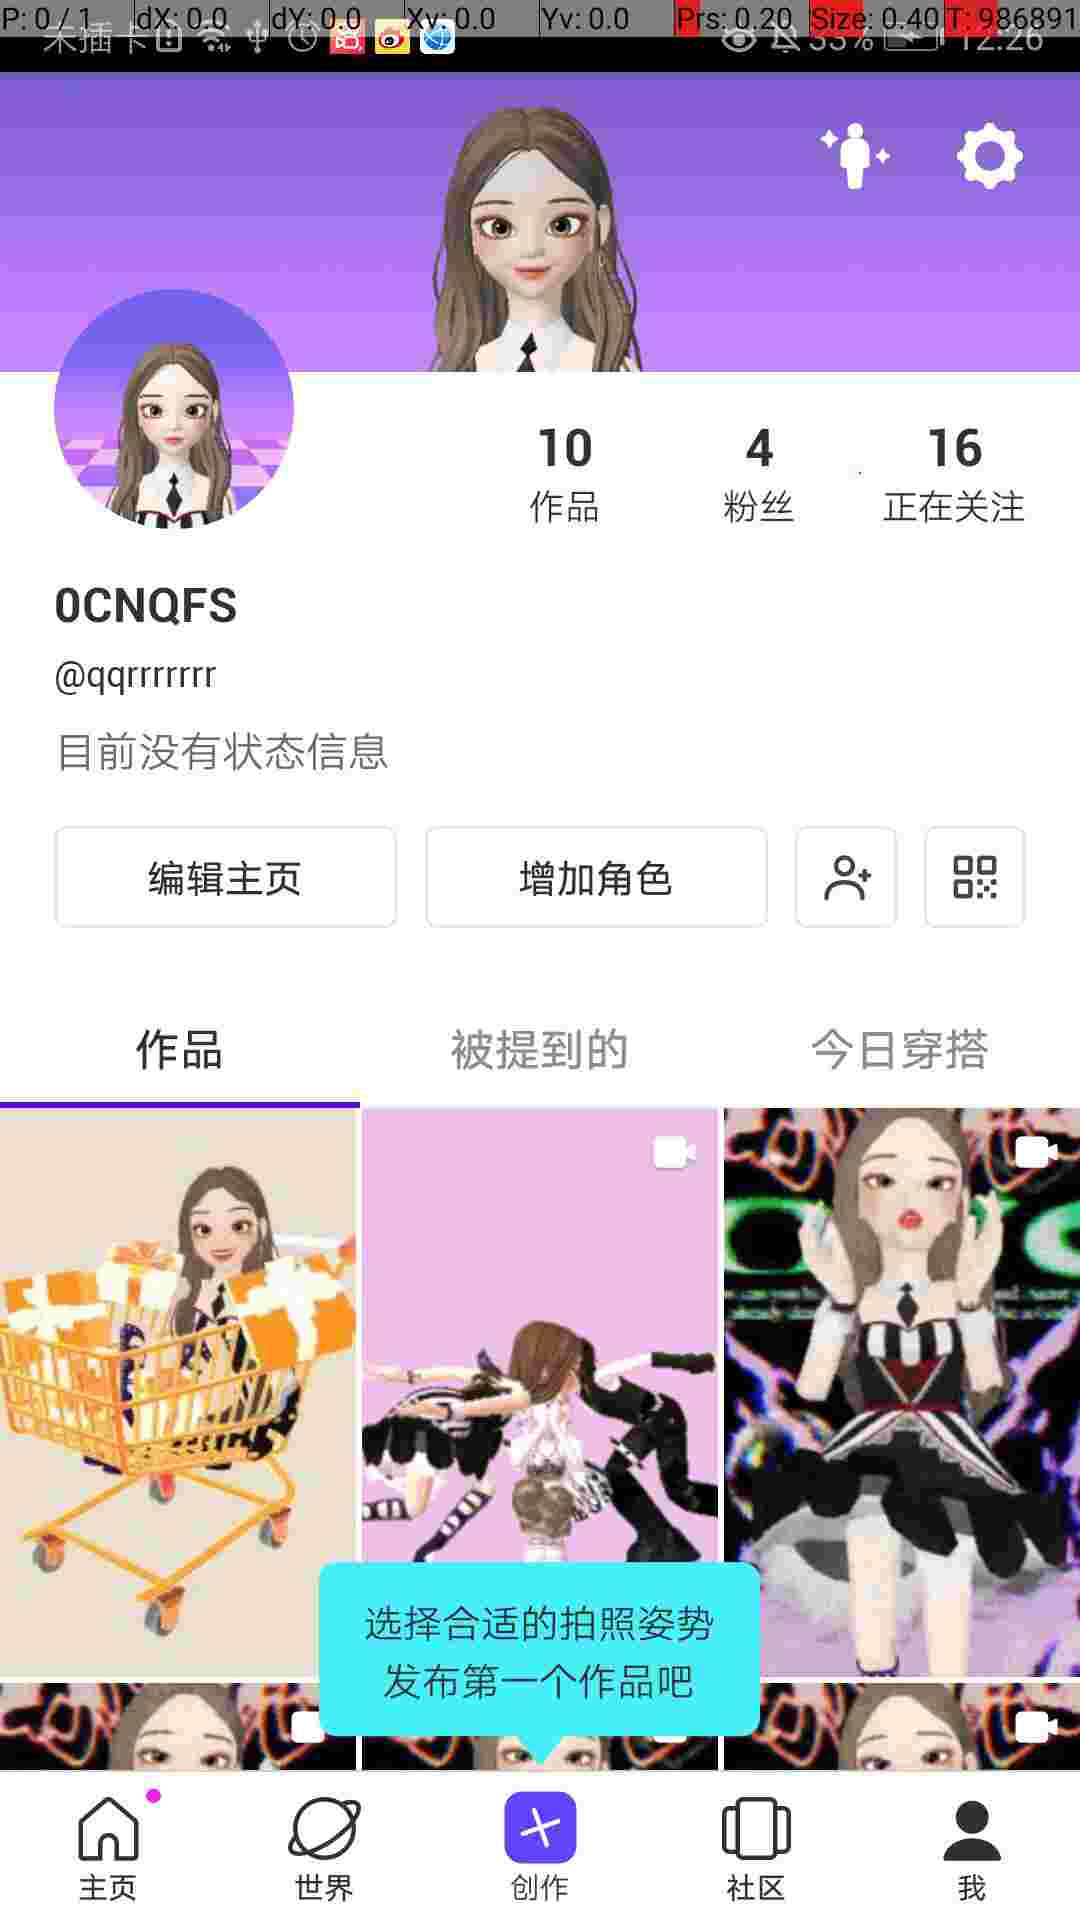 P: 0 / 1 dX: 0.0 dY: 0.0 Xv: 0.0 Yv: 0.0 Prs: 0.20 Size: 0.40 T: 986891
未插卡 33% 12:26
10 4 16
作品 粉丝 正在关注
0CNQFS
@qqrrrrrrr
目前没有状态信息
编辑主页 增加角色
作品 被提到的 今日穿搭
选择合适的拍照姿势
发布第一个作品吧
主页 世界 创作 社区 我